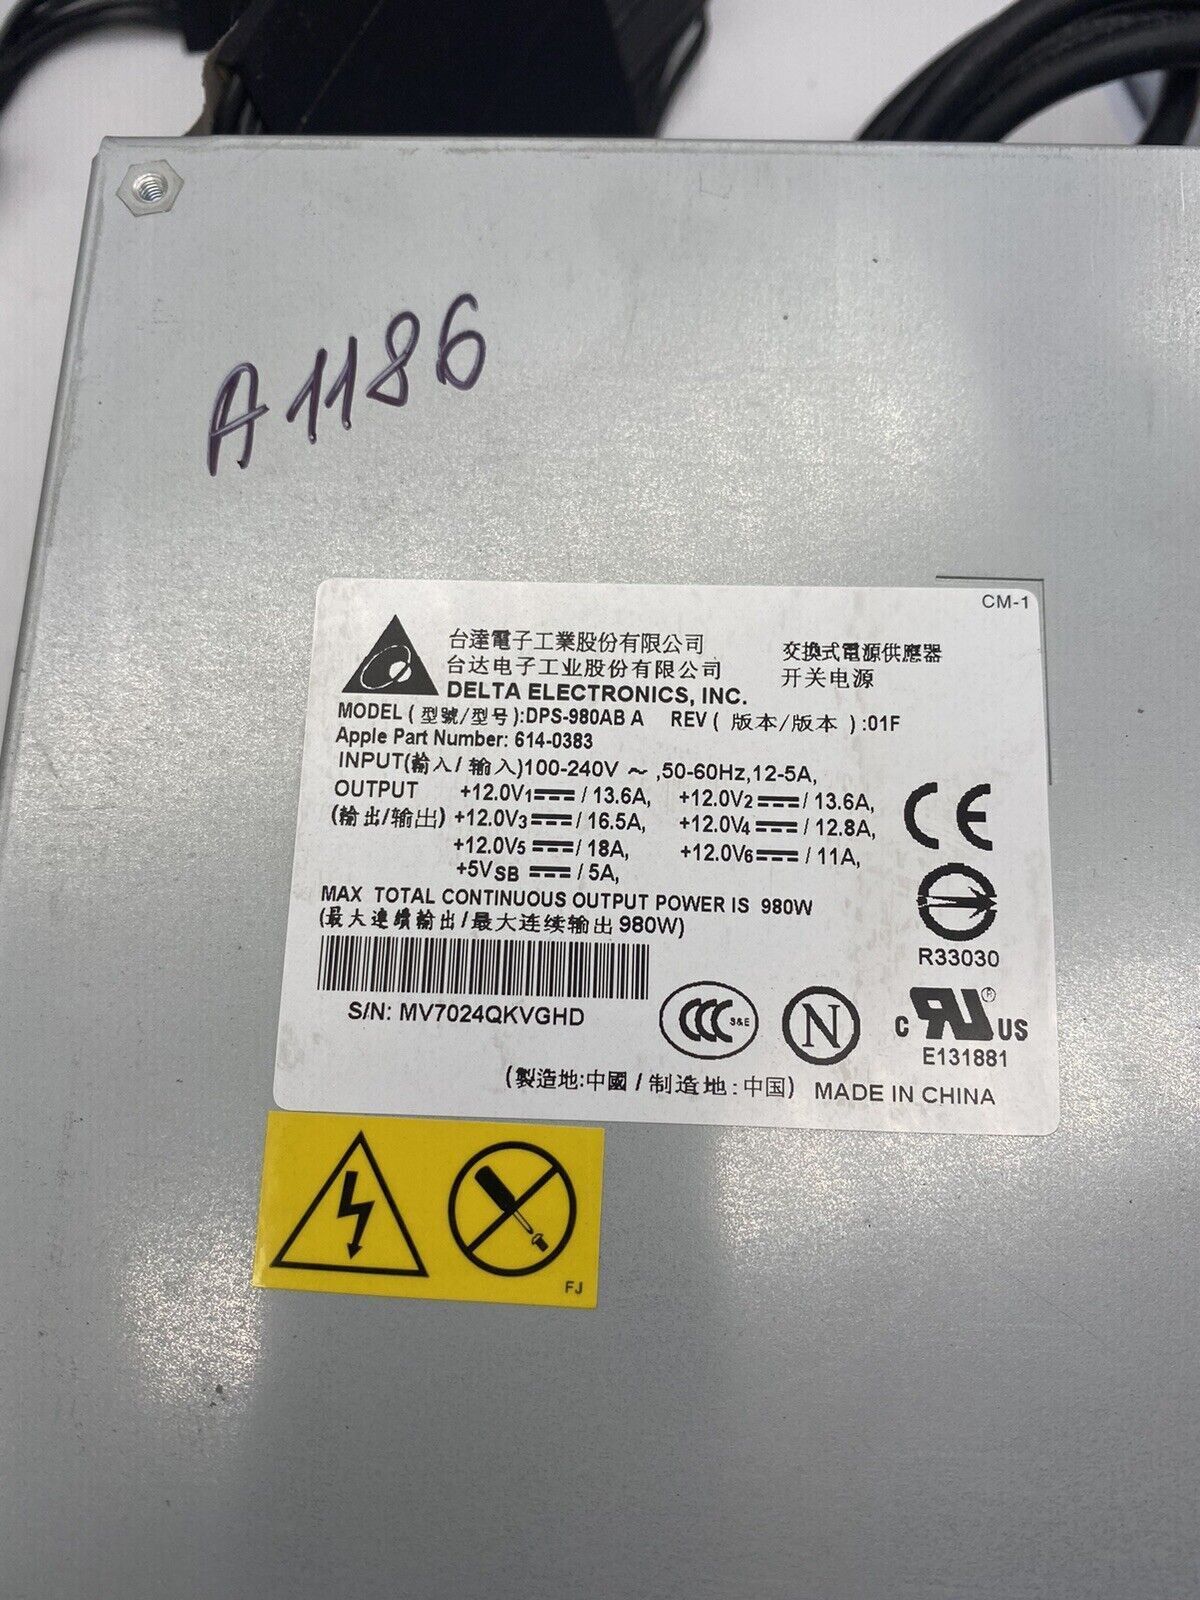 A1186
CM-1
台達電子工業股份有限公司
台达电子工业股份有限公司
DELTA ELECTRONICS, INC.
交換式電源供應器
开关电源
MODEL ( 型號/型号 ):DPS-980AB A REV ( 版本/版本 ) :01F
Apple Part Number: 614-0383
INPUT(輸入/输入)100-240V ~ ,50-60Hz,12-5A,
OUTPUT +12.0V1⎓ / 13.6A, +12.0V2⎓ / 13.6A,
(輸出/输出) +12.0V3⎓ / 16.5A, +12.0V4⎓ / 12.8A,
+12.0V5⎓ / 18A, +12.0V6⎓ / 11A,
+5VSB⎓ / 5A,
MAX TOTAL CONTINUOUS OUTPUT POWER IS 980W
(最大連續輸出/最大连续输出 980W)
CE
R33030
S/N: MV7024QKVGHD
CCC S&E
N
C RU ® US
E131881
(製造地:中國 / 制造地:中国) MADE IN CHINA
FJ